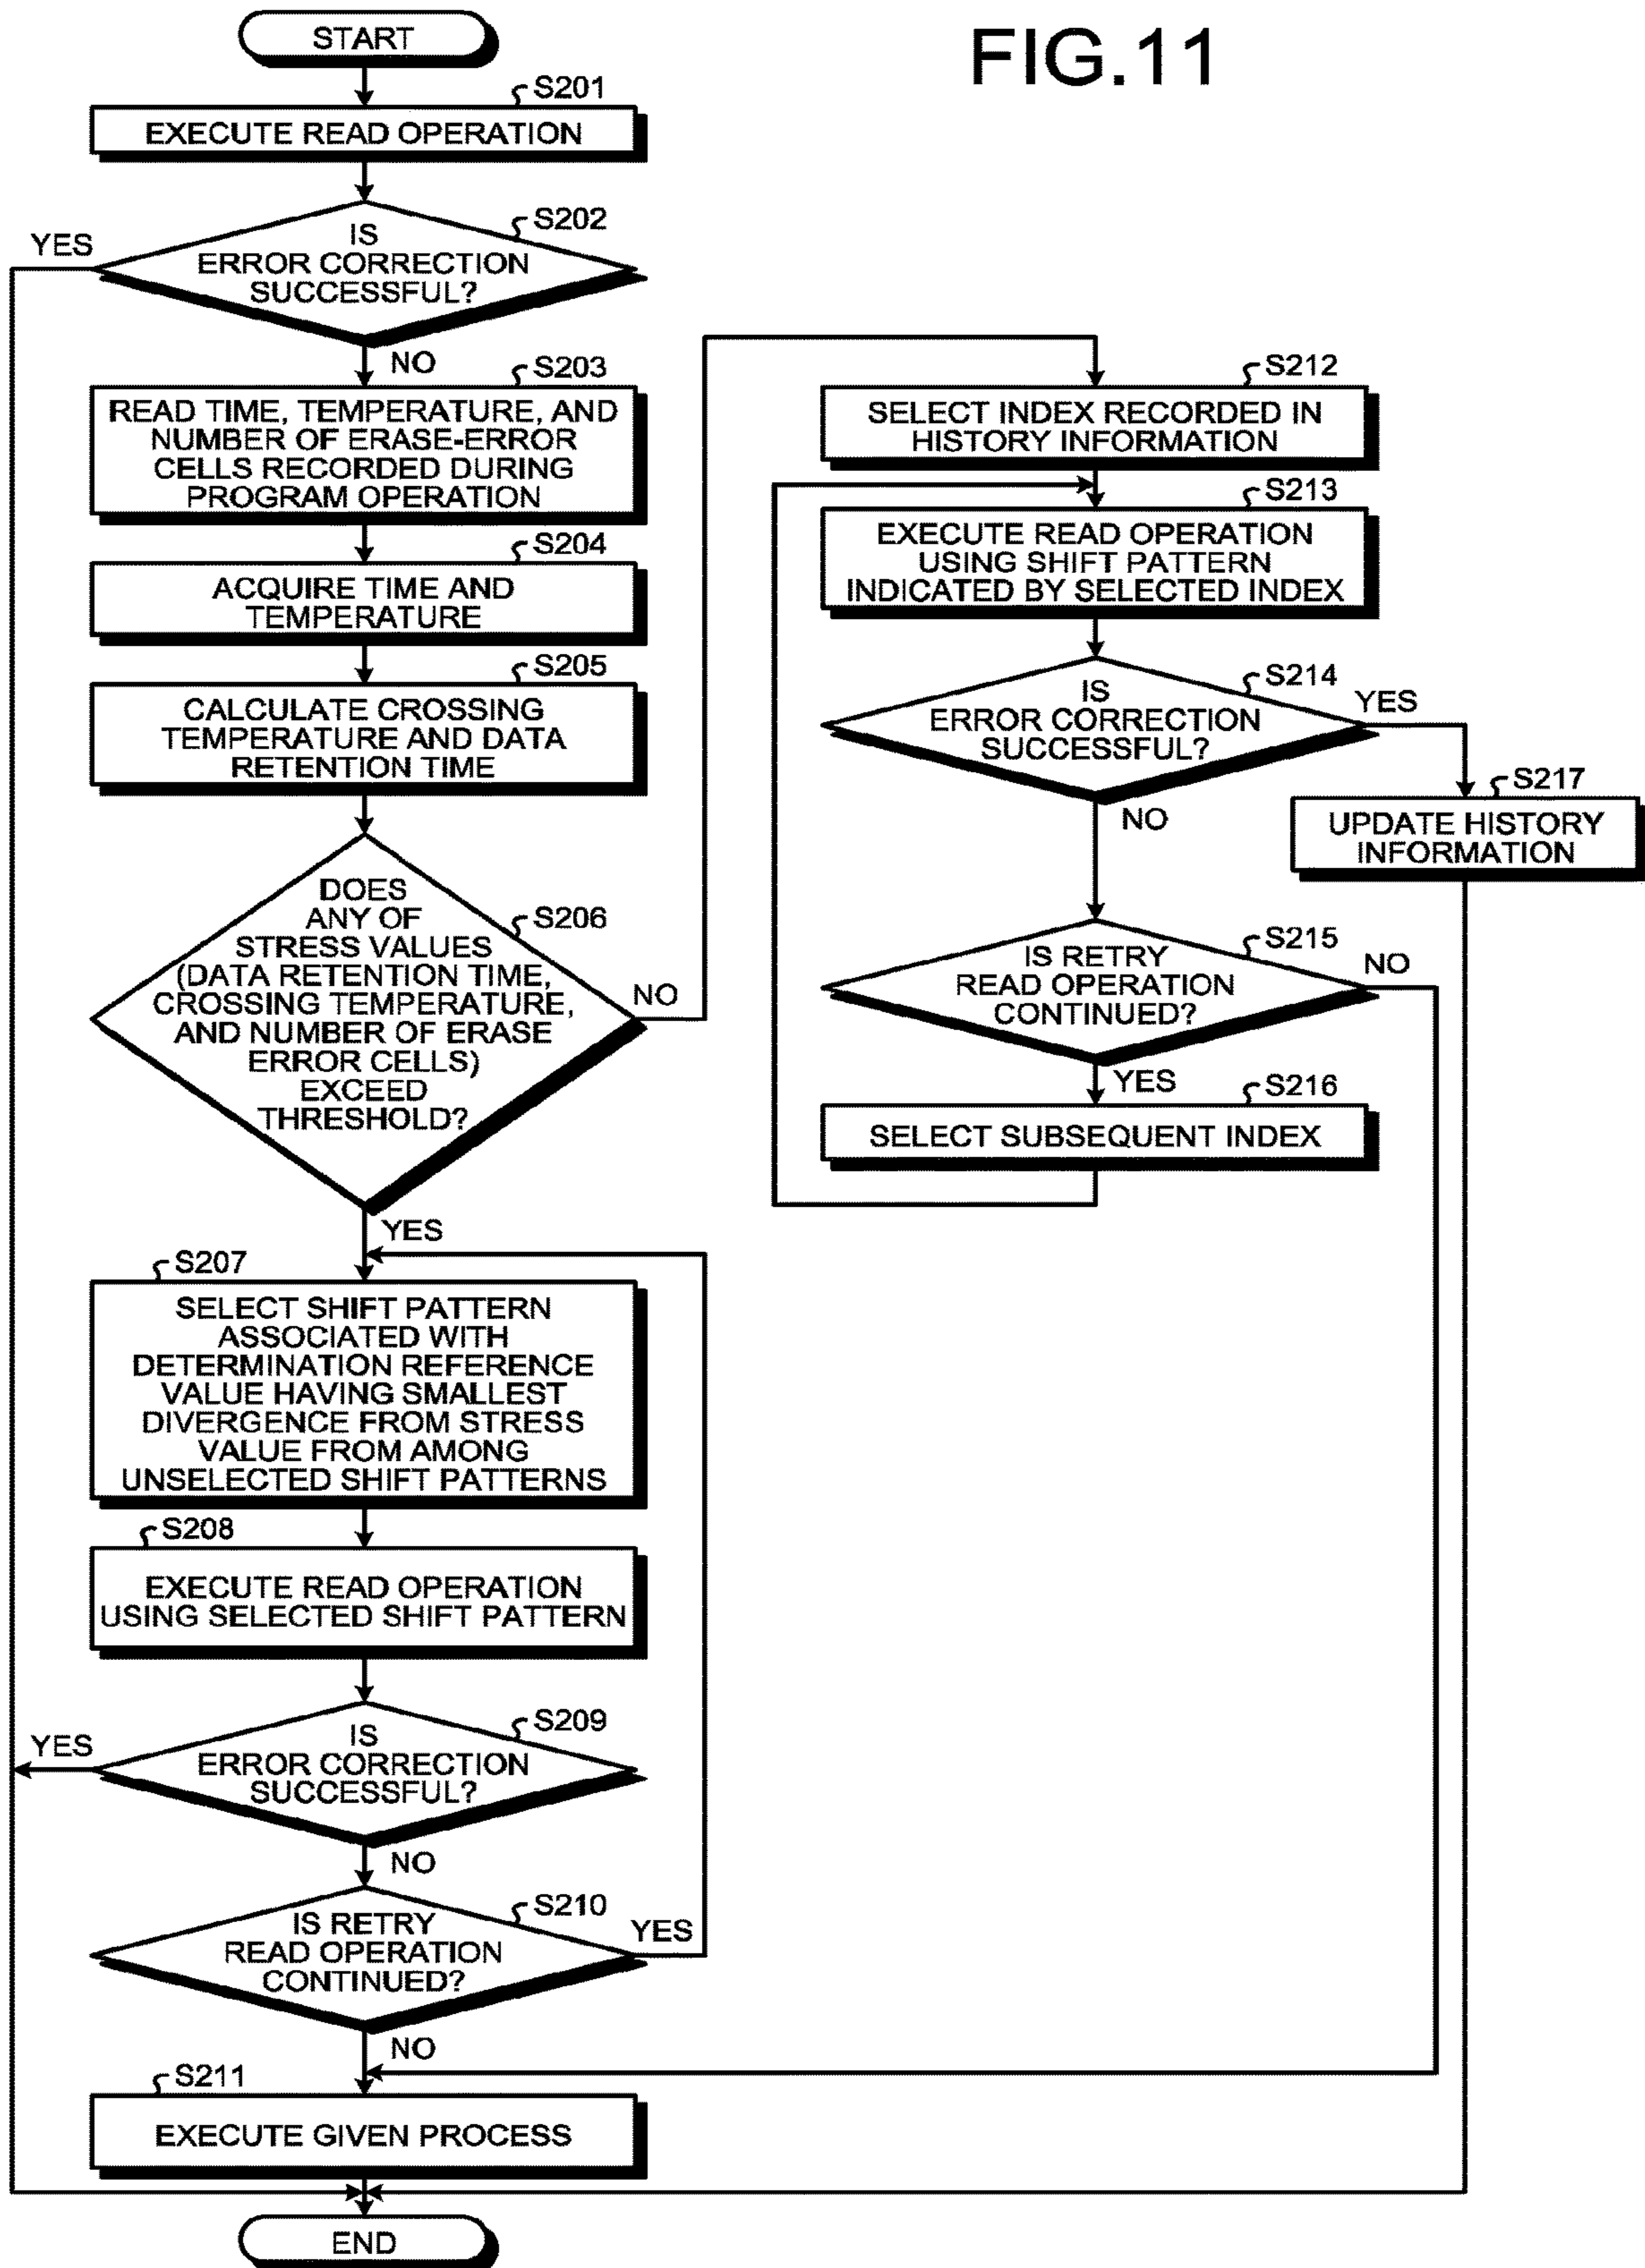 FIG.11
START
S201
EXECUTE READ OPERATION
S202
IS
ERROR CORRECTION
SUCCESSFUL?
YES
NO
S203
READ TIME, TEMPERATURE, AND
NUMBER OF ERASE-ERROR
CELLS RECORDED DURING
PROGRAM OPERATION
S204
ACQUIRE TIME AND
TEMPERATURE
S205
CALCULATE CROSSING
TEMPERATURE AND DATA
RETENTION TIME
S206
DOES
ANY OF
STRESS VALUES
(DATA RETENTION TIME,
CROSSING TEMPERATURE,
AND NUMBER OF ERASE
ERROR CELLS)
EXCEED
THRESHOLD?
NO
YES
S207
SELECT SHIFT PATTERN
ASSOCIATED WITH
DETERMINATION REFERENCE
VALUE HAVING SMALLEST
DIVERGENCE FROM STRESS
VALUE FROM AMONG
UNSELECTED SHIFT PATTERNS
S208
EXECUTE READ OPERATION
USING SELECTED SHIFT PATTERN
S209
IS
ERROR CORRECTION
SUCCESSFUL?
YES
NO
S210
IS RETRY
READ OPERATION
CONTINUED?
YES
NO
S211
EXECUTE GIVEN PROCESS
END
S212
SELECT INDEX RECORDED IN
HISTORY INFORMATION
S213
EXECUTE READ OPERATION
USING SHIFT PATTERN
INDICATED BY SELECTED INDEX
S214
IS
ERROR CORRECTION
SUCCESSFUL?
YES
NO
S215
IS RETRY
READ OPERATION
CONTINUED?
NO
YES
S216
SELECT SUBSEQUENT INDEX
S217
UPDATE HISTORY
INFORMATION